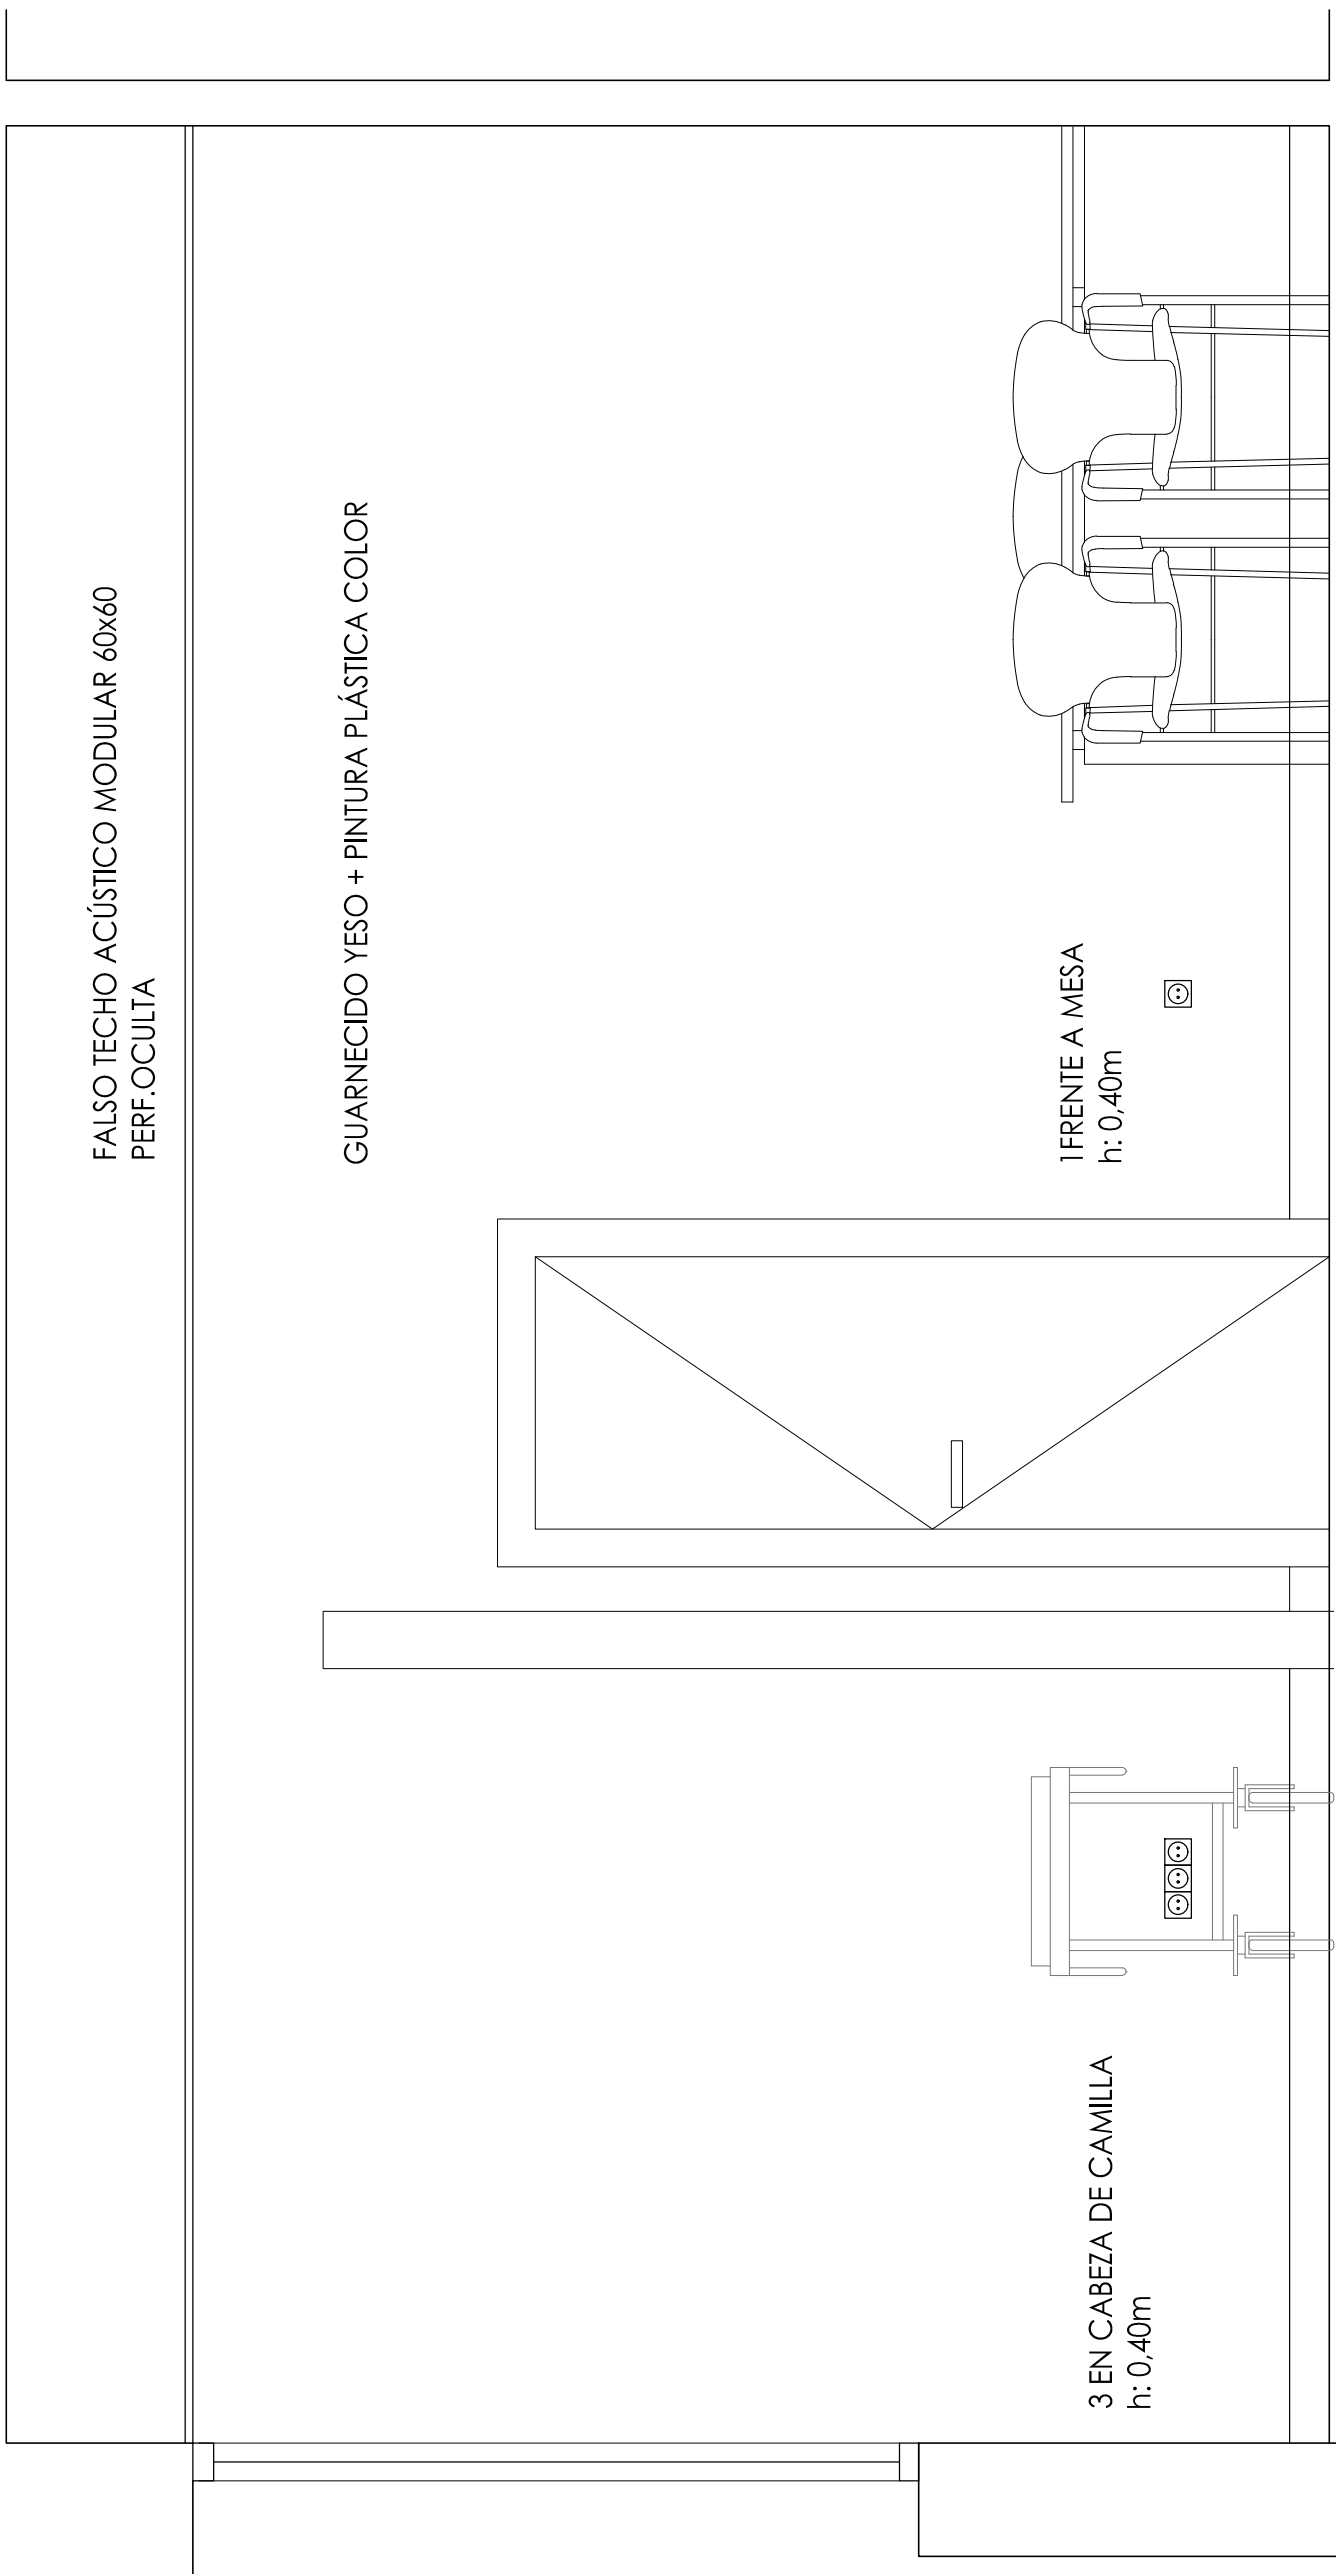 FALSO TECHO ACÚSTICO MODULAR 60x60
PERF.OCULTA
GUARNECIDO YESO + PINTURA PLÁSTICA COLOR
3 EN CABEZA DE CAMILLA
h: 0,40m
1FRENTE A MESA
h: 0,40m